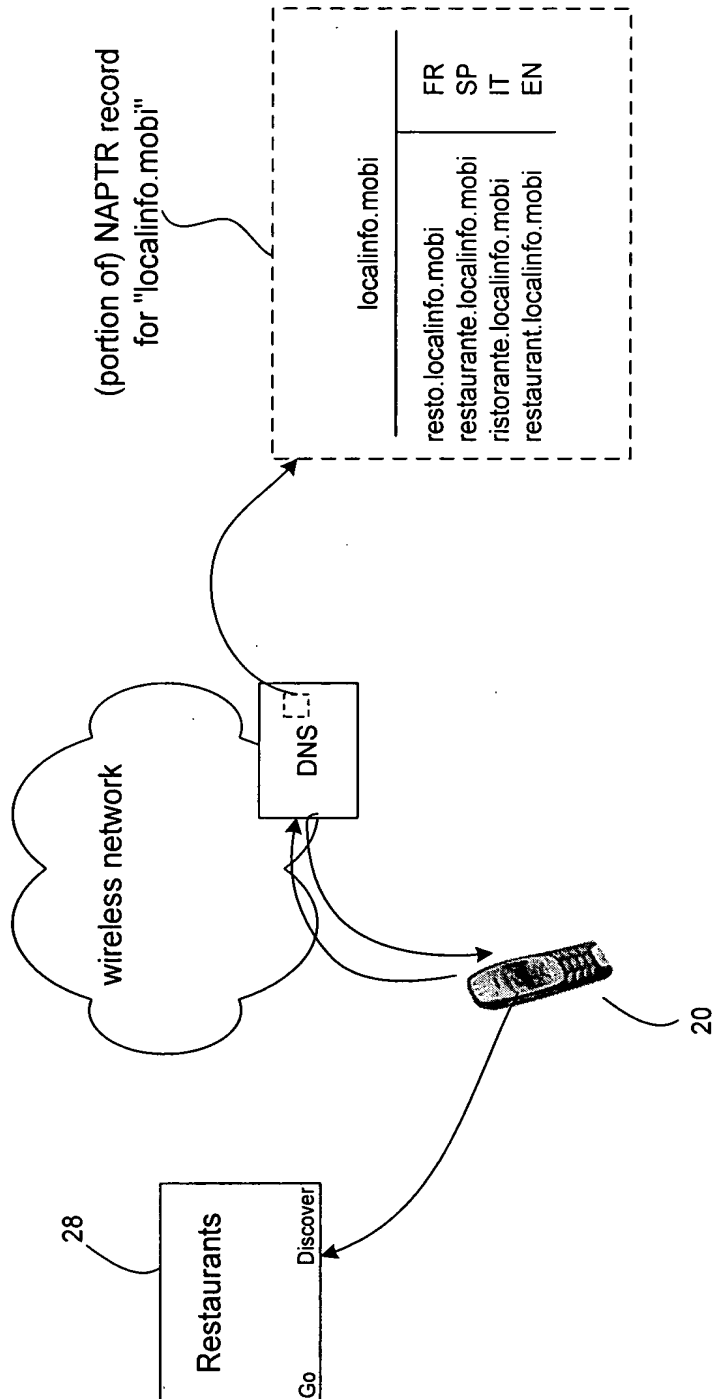 (portion of) NAPTR record
for "localinfo.mobi"
localinfo.mobi
resto.localinfo.mobi FR
restaurante.localinfo.mobi SP
ristorante.localinfo.mobi IT
restaurant.localinfo.mobi EN
wireless network
DNS
20
28
Restaurants
Go Discover